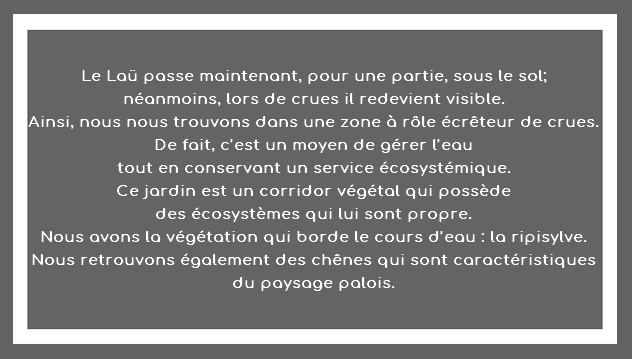 Le Laü passe maintenant, pour une partie, sous le sol;
néanmoins, lors de crues il redevient visible.
Ainsi, nous nous trouvons dans une zone à rôle écrêteur de crues.
De fait, c'est un moyen de gérer l'eau
tout en conservant un service écosystémique.
Ce jardin est un corridor végétal qui possède
des écosystèmes qui lui sont propre.
Nous avons la végétation qui borde le cours d'eau : la ripisylve.
Nous retrouvons également des chênes qui sont caractéristiques
du paysage palois.